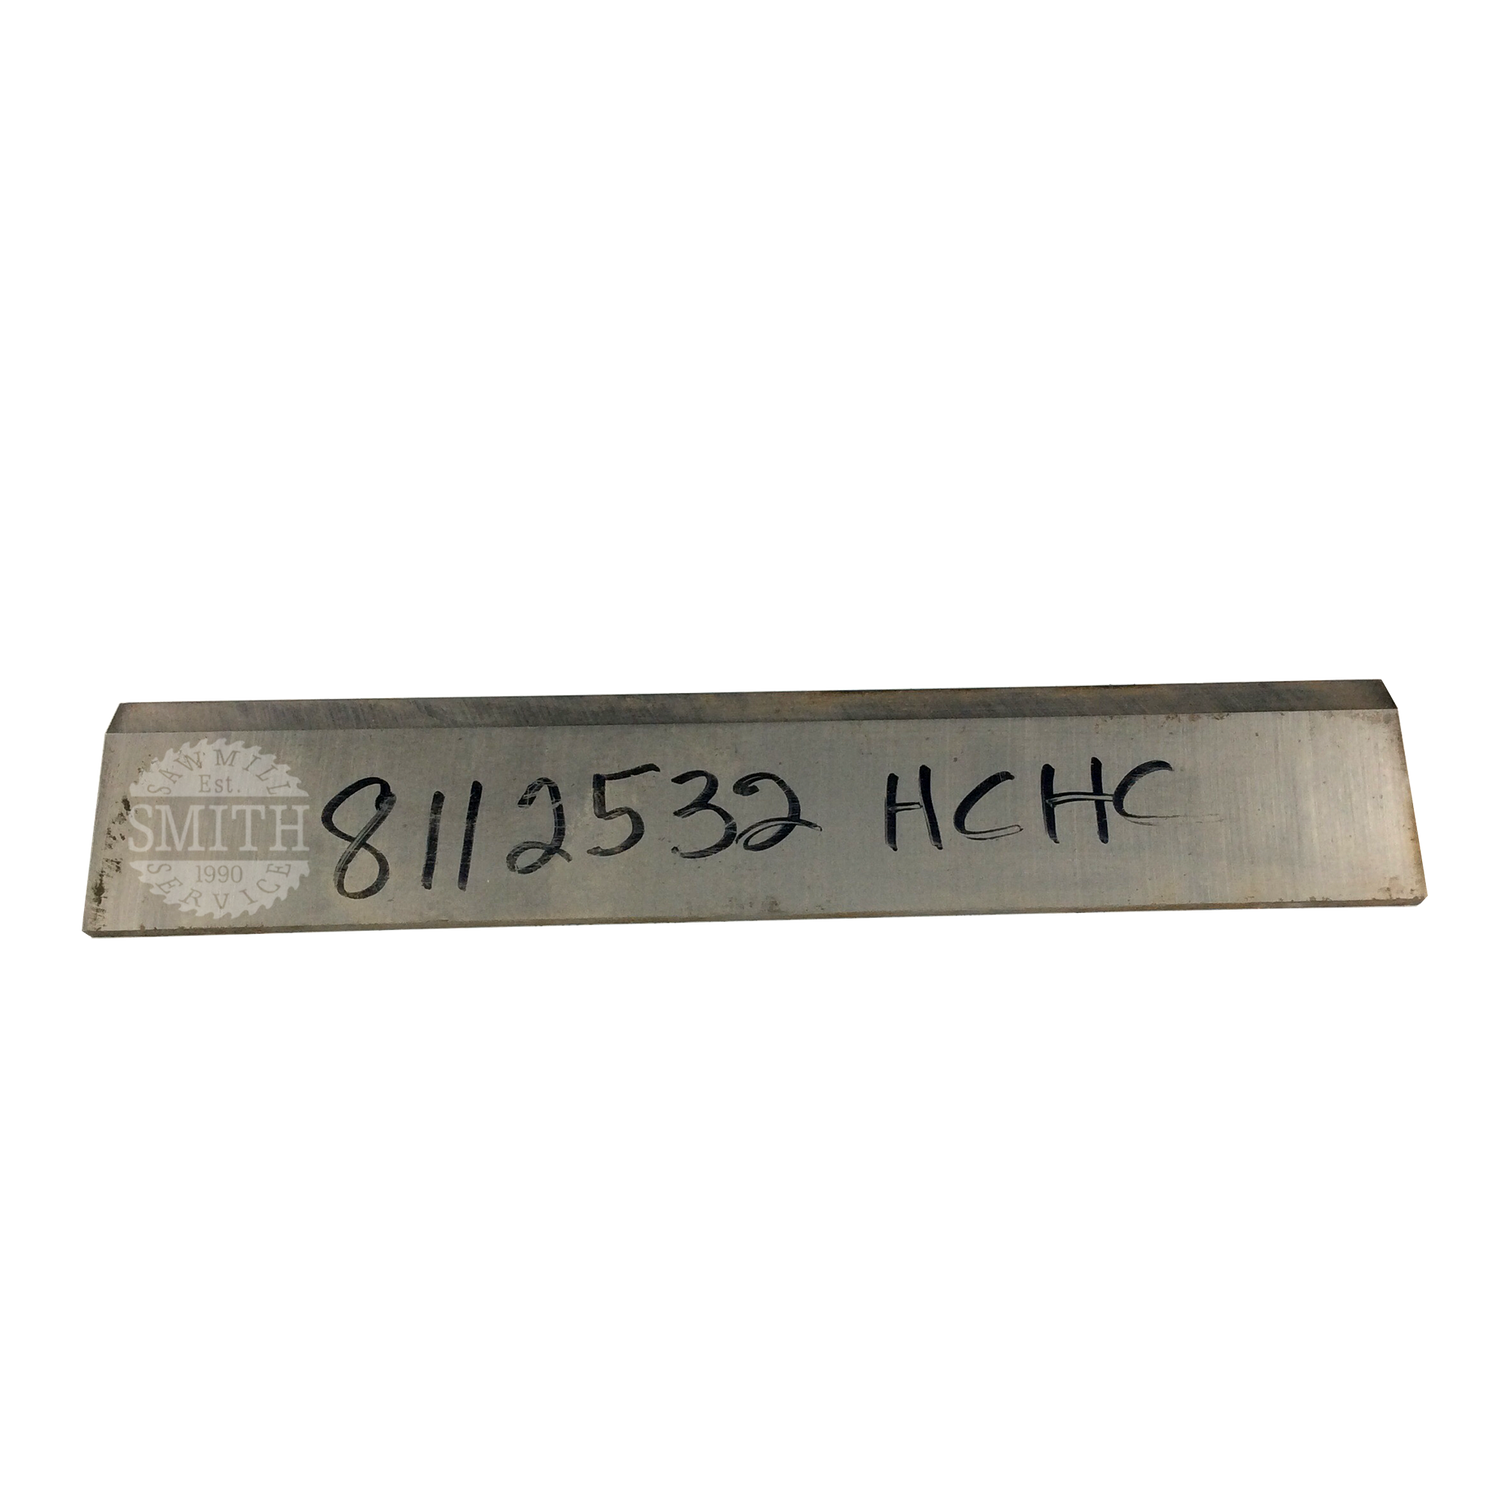 SAW MILL
Est.
SMITH
1990
SERVICE
8112532 HCHC